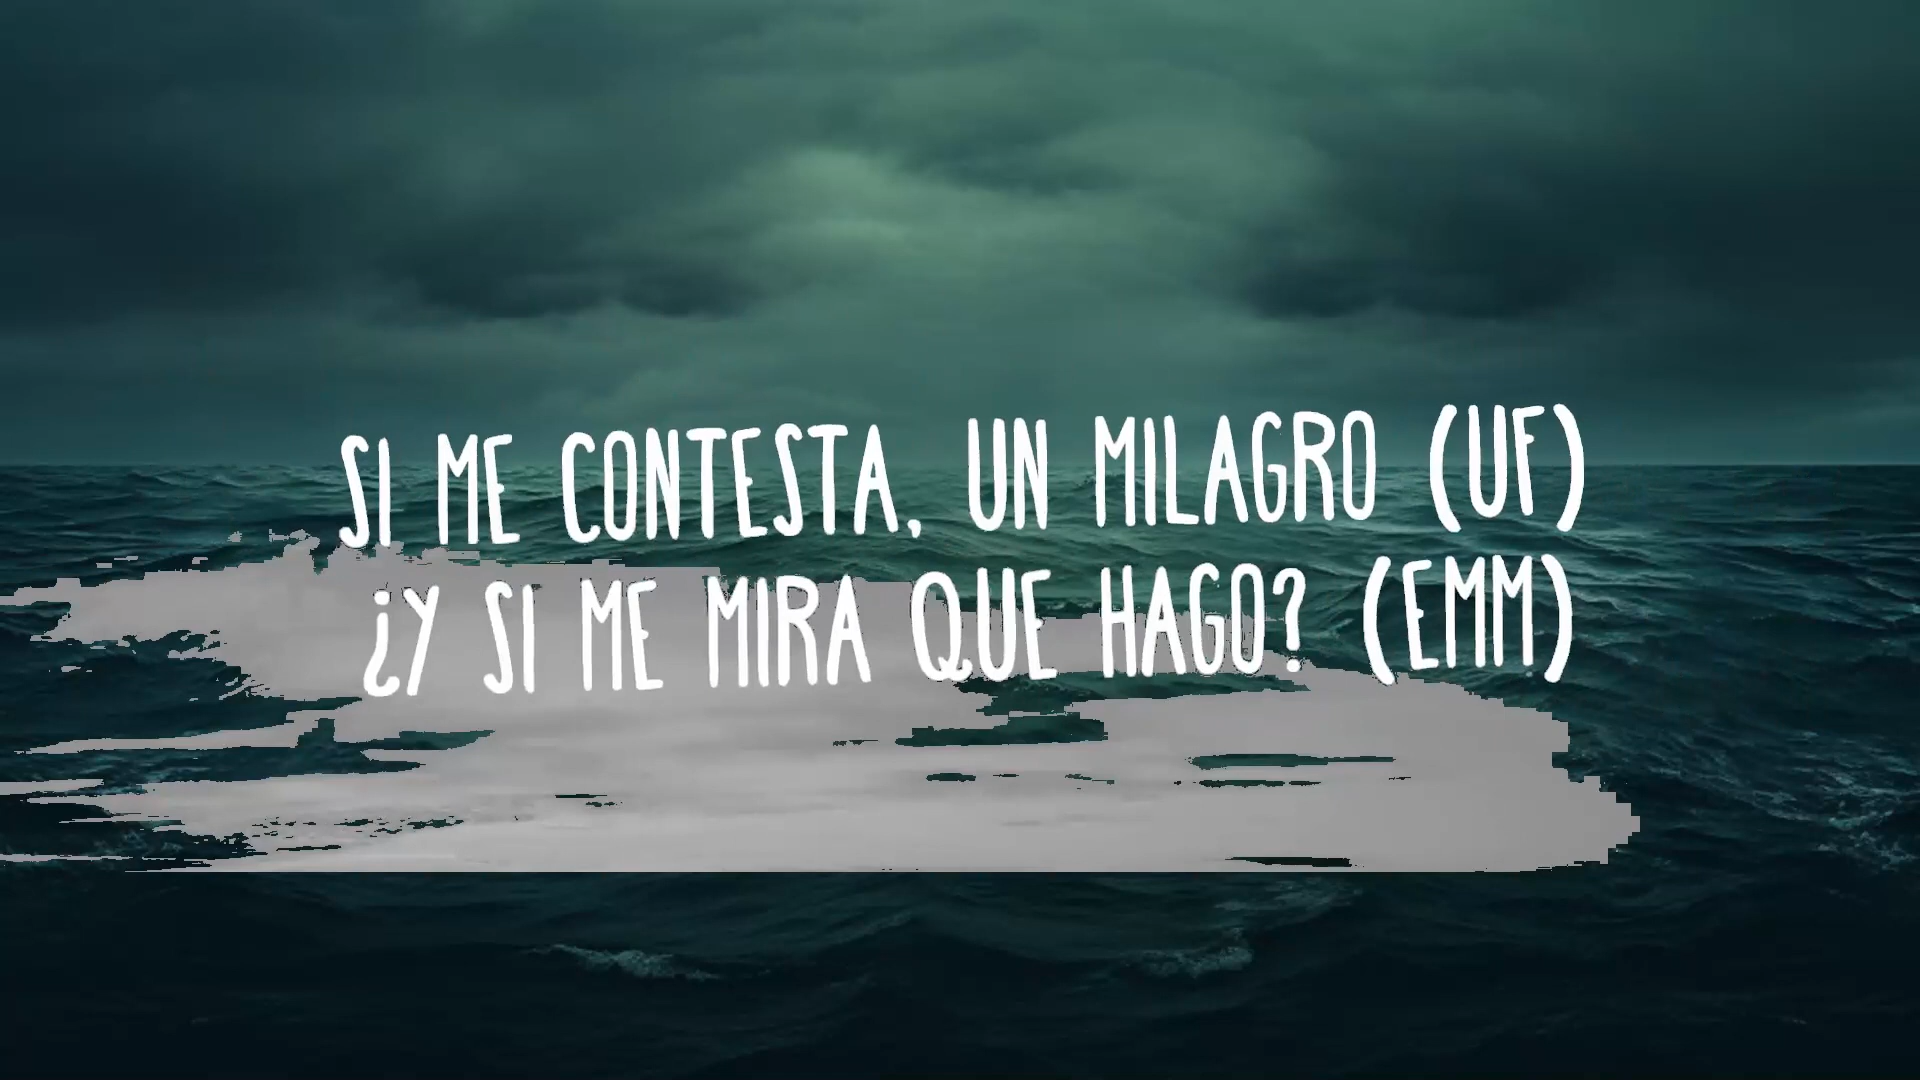 SI ME CONTESTA, UN MILAGRO (UF)
¿Y SI ME MIRA QUE HAGO? (EMM)